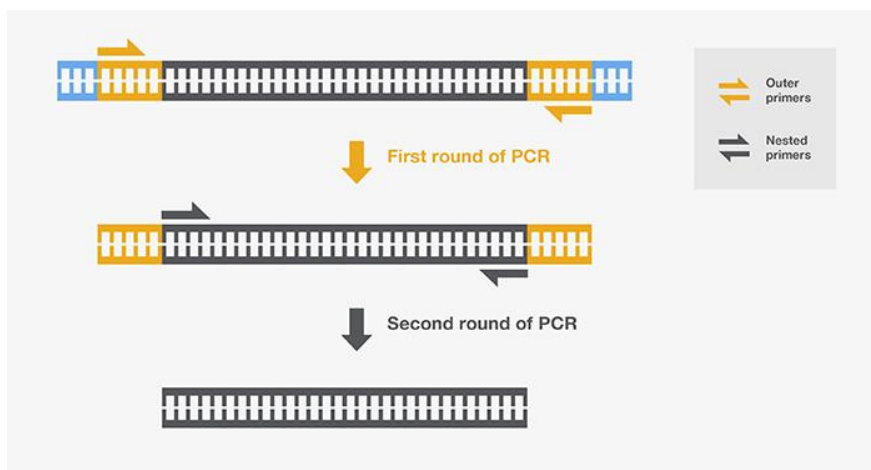 Outer
primers
First round of PCR
Nested
primers
Second round of PCR